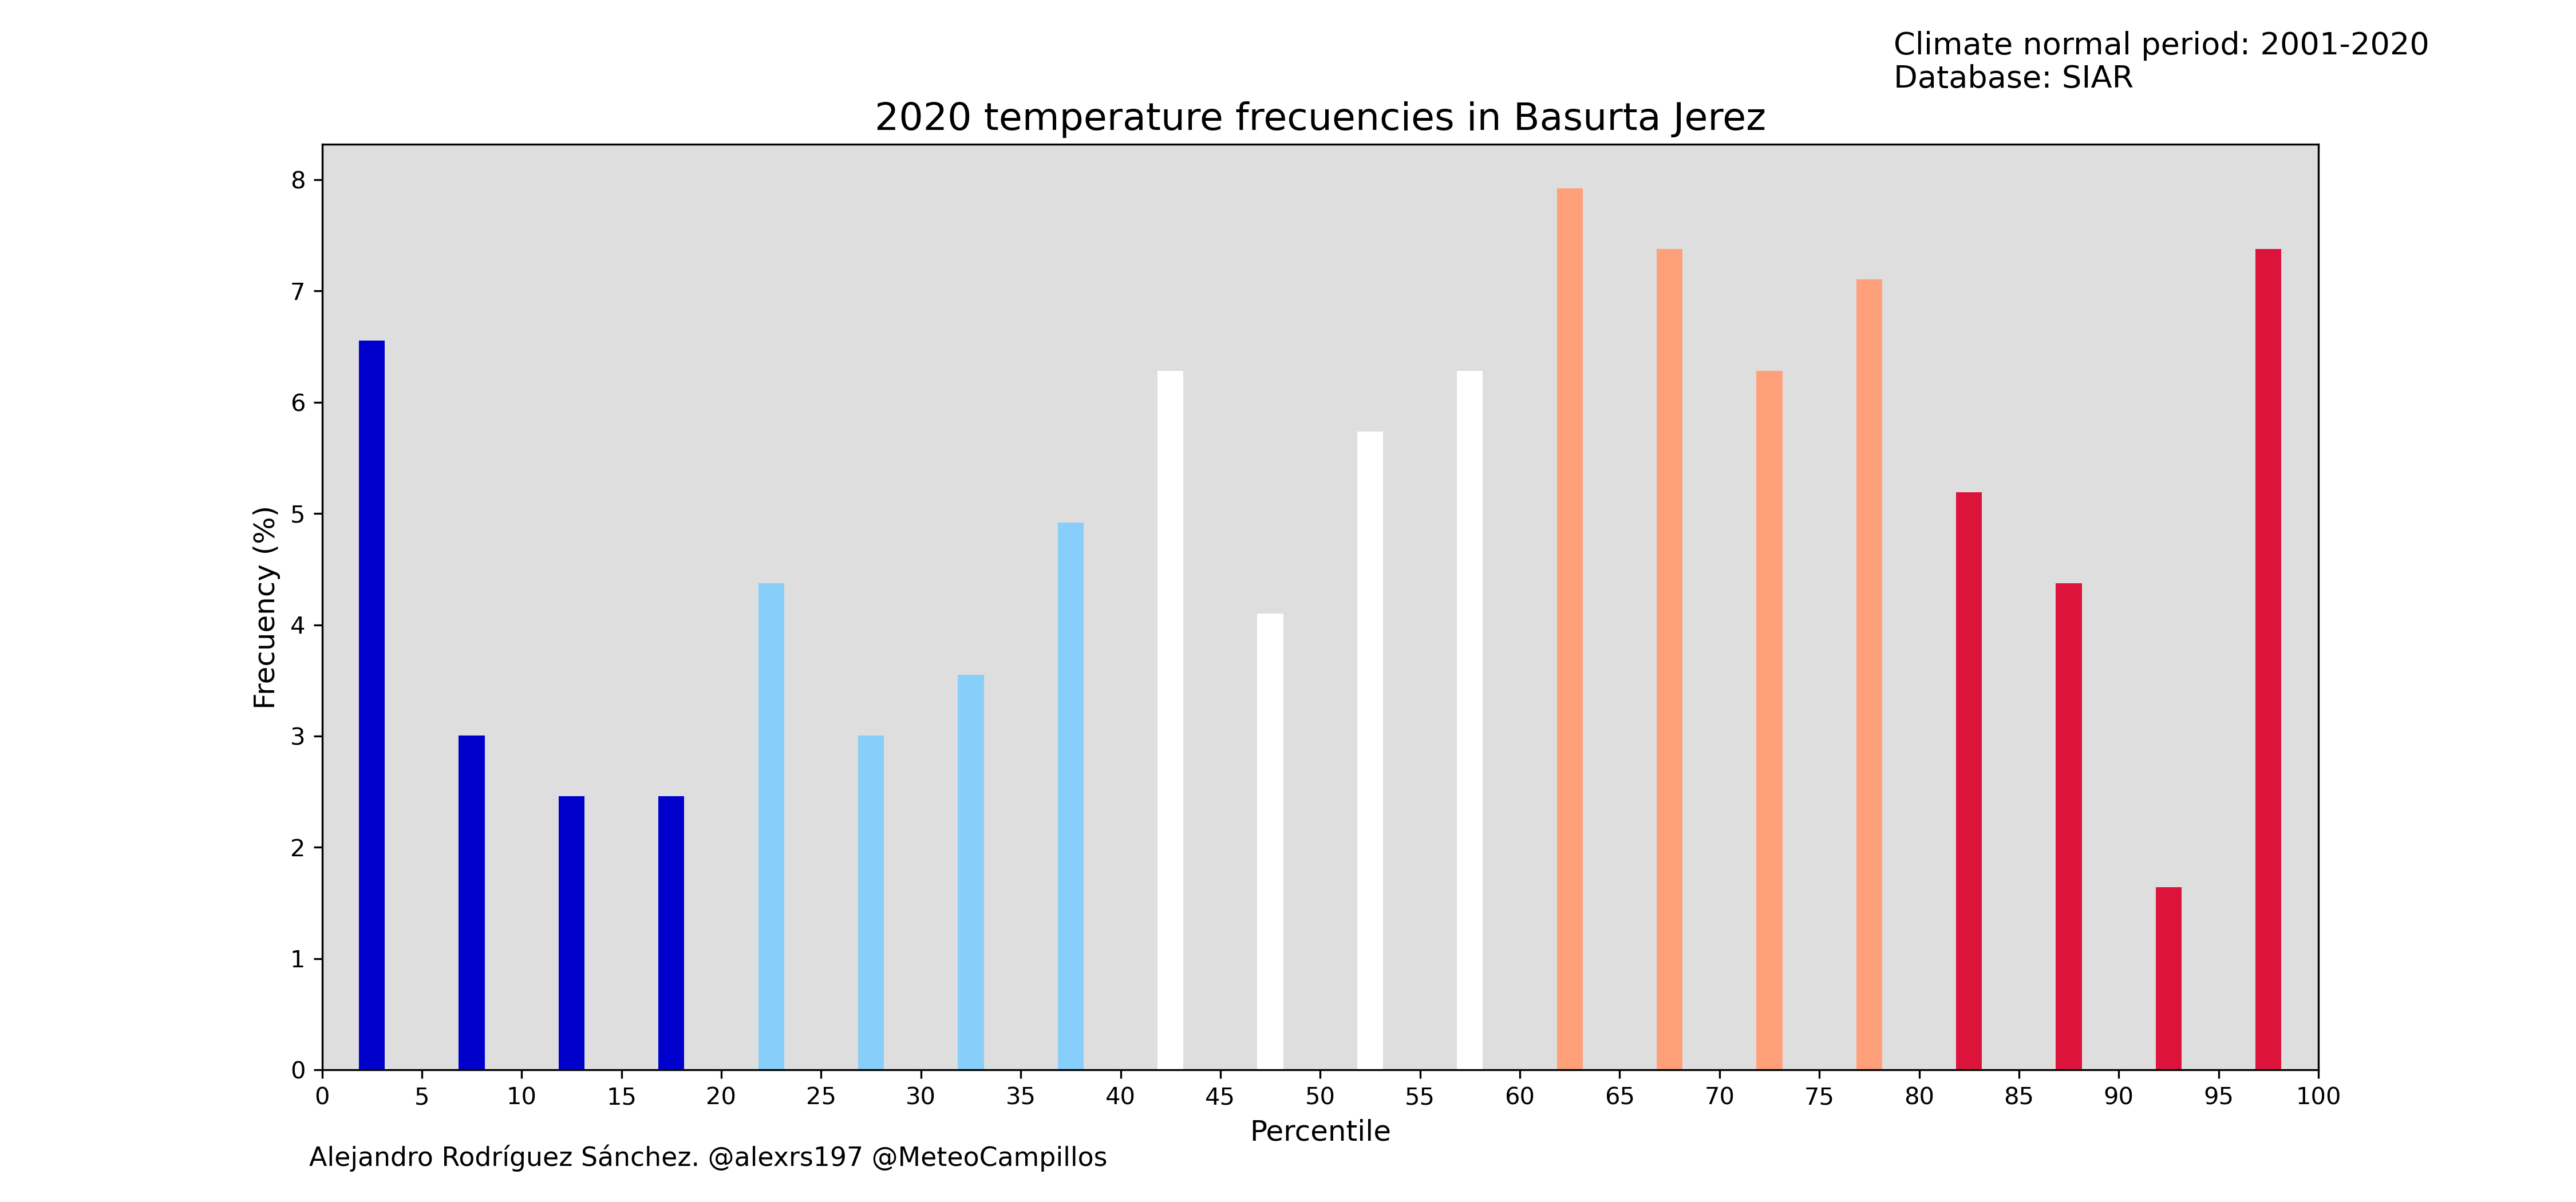 Climate normal period: 2001-2020
Database: SIAR
2020 temperature frecuencies in Basurta Jerez
Frecuency (%)
8
7
6
5
4
3
2
1
0
0 5 10 15 20 25 30 35 40 45 50 55 60 65 70 75 80 85 90 95 100
Percentile
Alejandro Rodríguez Sánchez. @alexrs197 @MeteoCampillos